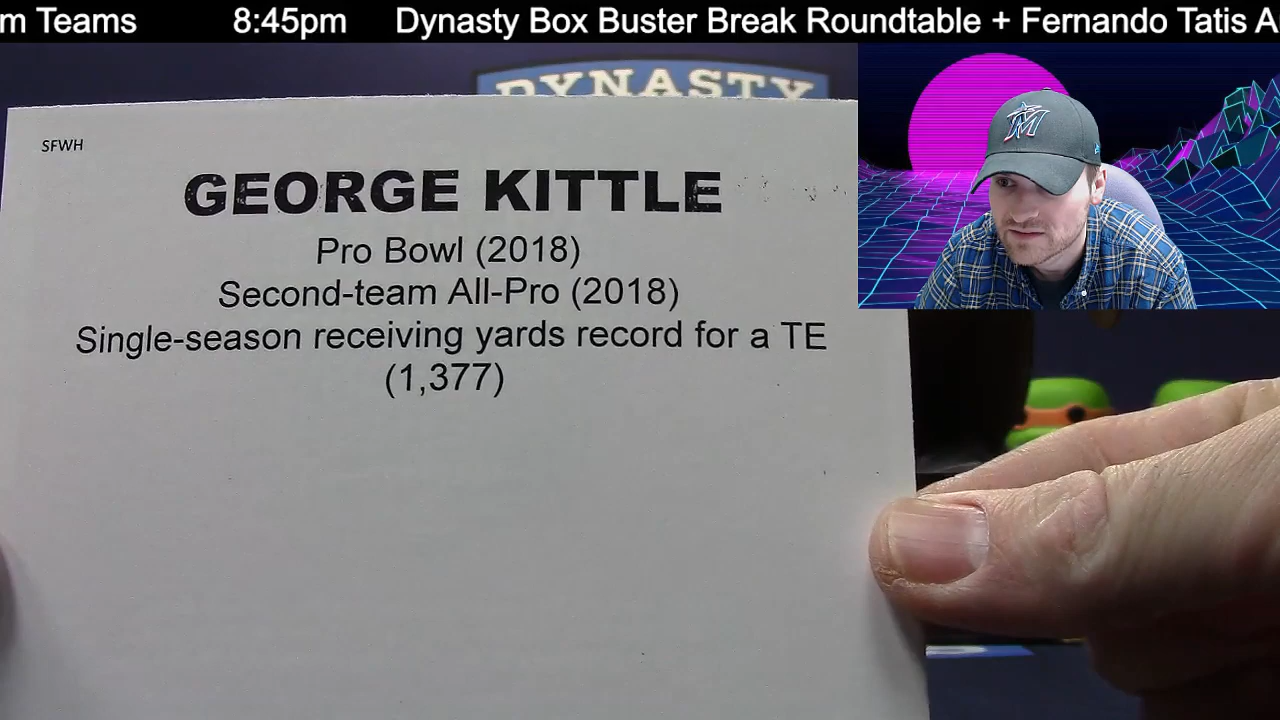 m Teams 8:45pm Dynasty Box Buster Break Roundtable + Fernando Tatis A
DYNASTY
SFWH
GEORGE KITTLE
Pro Bowl (2018)
Second-team All-Pro (2018)
Single-season receiving yards record for a TE
(1,377)